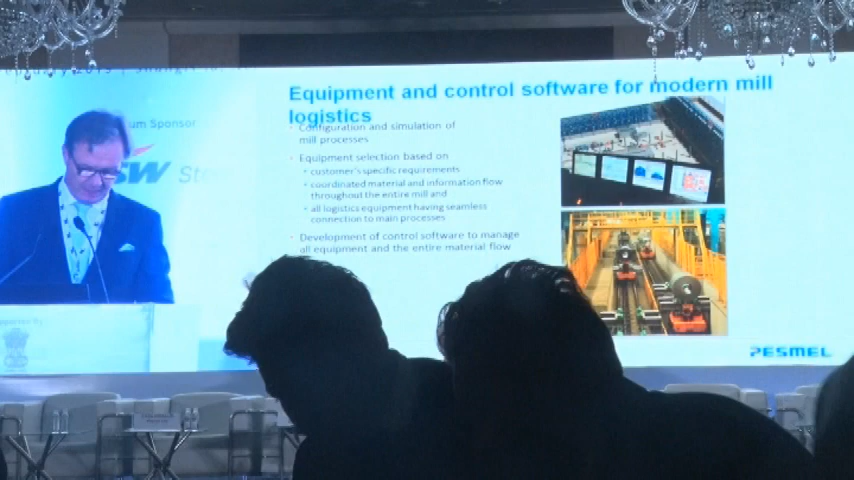 Equipment and control software for modern mill
logistics
um Sponsor
Configuration and simulation of
mill processes
Equipment selection based on
customer's specific requirements
coordinated material and information flow
throughout the entire mill and
all logistics equipment having seamless
connection to main processes
Development of control software to manage
all equipment and the entire material flow
PESMEL